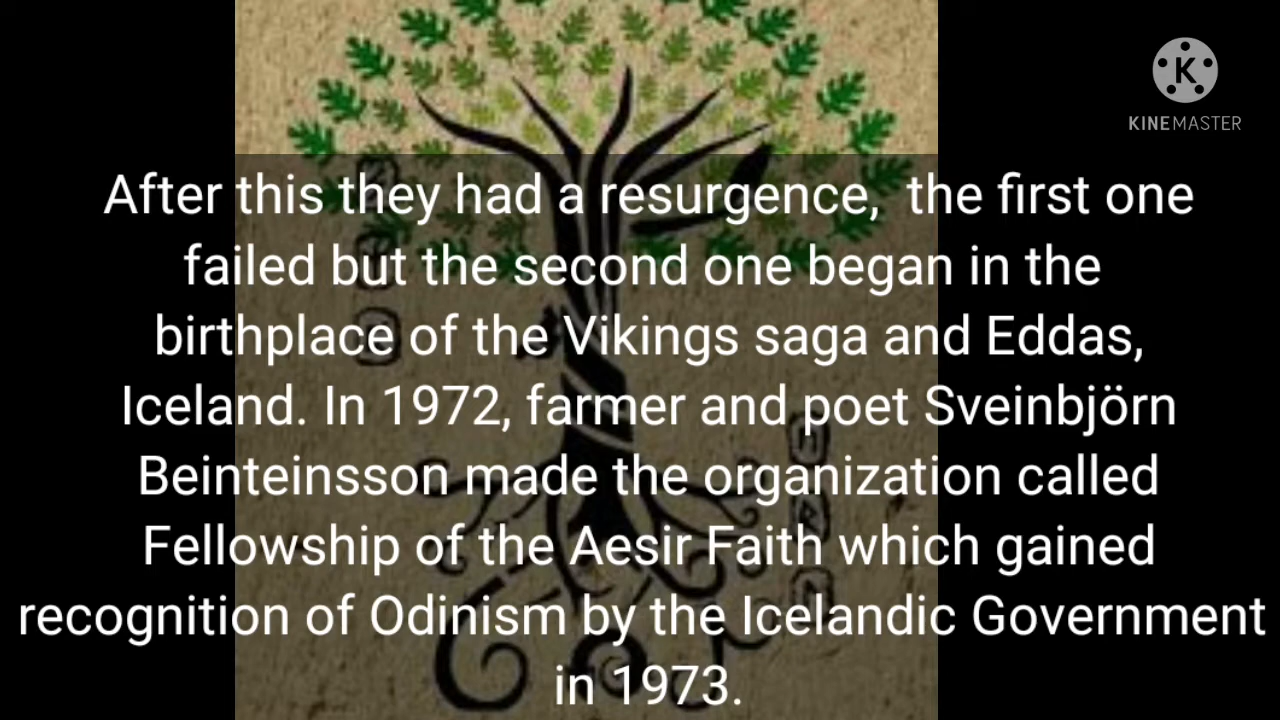 KINEMASTER
After this they had a resurgence,  the first one
failed but the second one began in the
birthplace of the Vikings saga and Eddas,
Iceland. In 1972, farmer and poet Sveinbjörn
Beinteinsson made the organization called
Fellowship of the Aesir Faith which gained
recognition of Odinism by the Icelandic Government
in 1973.